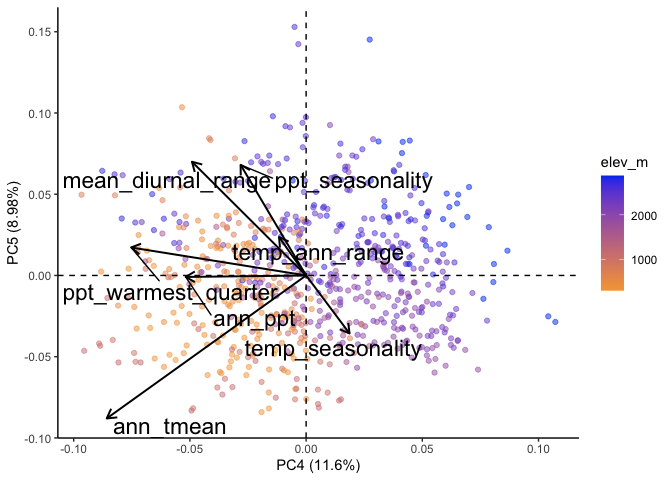 0.15
0.10
0.05
0.00
-0.05
-0.10
PC5 (8.98%)
mean_diurnal_range
ppt_seasonality
temp_ann_range
ppt_warmest_quarter
ann_ppt
temp_seasonality
ann_tmean
-0.10
-0.05
0.00
0.05
0.10
PC4 (11.6%)
elev_m
2000
1000